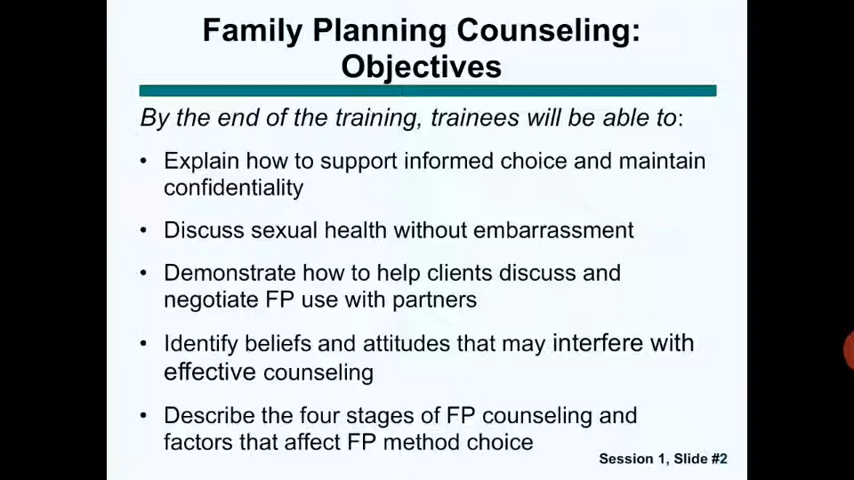 Family Planning Counseling:
Objectives
By the end of the training, trainees will be able to:
• Explain how to support informed choice and maintain
confidentiality
• Discuss sexual health without embarrassment
• Demonstrate how to help clients discuss and
negotiate FP use with partners
• Identify beliefs and attitudes that may interfere with
effective counseling
• Describe the four stages of FP counseling and
factors that affect FP method choice
Session 1, Slide #2